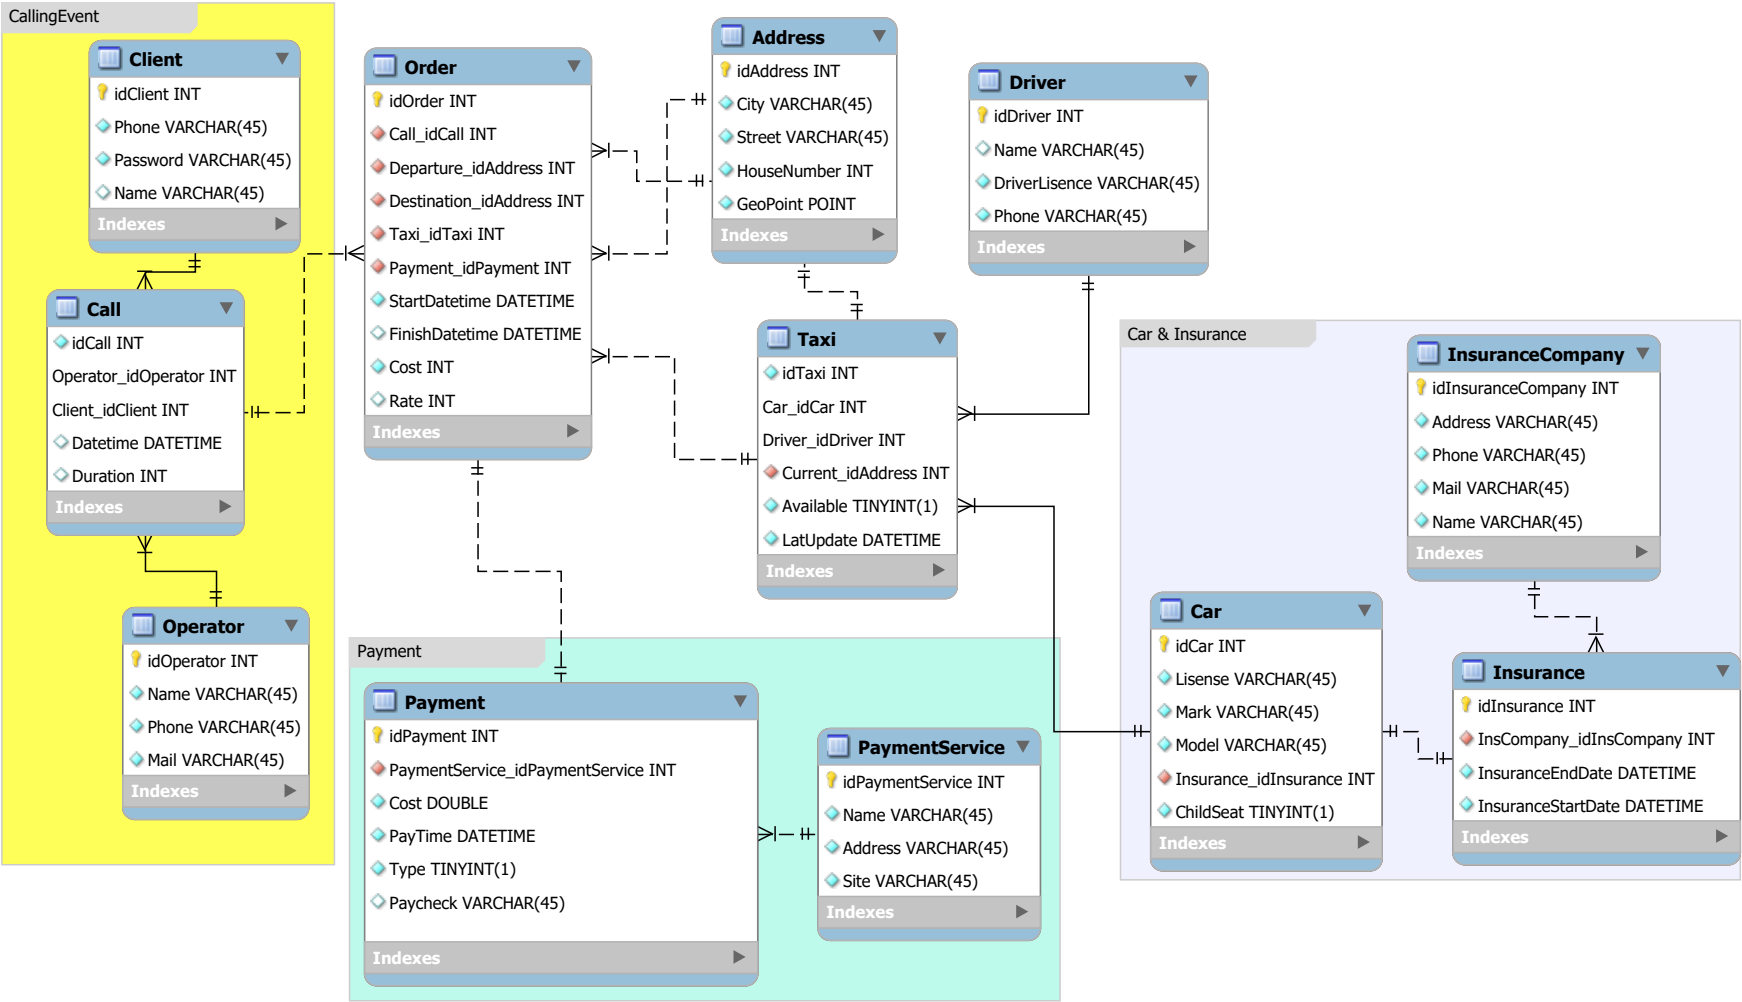 CallingEvent
Client
idClient INT
Phone VARCHAR(45)
Password VARCHAR(45)
Name VARCHAR(45)
Indexes
Call
idCall INT
Operator_idOperator INT
Client_idClient INT
Datetime DATETIME
Duration INT
Indexes
Operator
idOperator INT
Name VARCHAR(45)
Phone VARCHAR(45)
Mail VARCHAR(45)
Indexes
Order
idOrder INT
Call_idCall INT
Departure_idAddress INT
Destination_idAddress INT
Taxi_idTaxi INT
Payment_idPayment INT
StartDatetime DATETIME
FinishDatetime DATETIME
Cost INT
Rate INT
Indexes
Address
idAddress INT
City VARCHAR(45)
Street VARCHAR(45)
HouseNumber INT
GeoPoint POINT
Indexes
Driver
idDriver INT
Name VARCHAR(45)
DriverLisence VARCHAR(45)
Phone VARCHAR(45)
Indexes
Taxi
idTaxi INT
Car_idCar INT
Driver_idDriver INT
Current_idAddress INT
Available TINYINT(1)
LatUpdate DATETIME
Indexes
Payment
Payment
idPayment INT
PaymentService_idPaymentService INT
Cost DOUBLE
PayTime DATETIME
Type TINYINT(1)
Paycheck VARCHAR(45)
Indexes
PaymentService
idPaymentService INT
Name VARCHAR(45)
Address VARCHAR(45)
Site VARCHAR(45)
Indexes
Car & Insurance
InsuranceCompany
idInsuranceCompany INT
Address VARCHAR(45)
Phone VARCHAR(45)
Mail VARCHAR(45)
Name VARCHAR(45)
Indexes
Car
idCar INT
Lisense VARCHAR(45)
Mark VARCHAR(45)
Model VARCHAR(45)
Insurance_idInsurance INT
ChildSeat TINYINT(1)
Indexes
Insurance
idInsurance INT
InsCompany_idInsCompany INT
InsuranceEndDate DATETIME
InsuranceStartDate DATETIME
Indexes